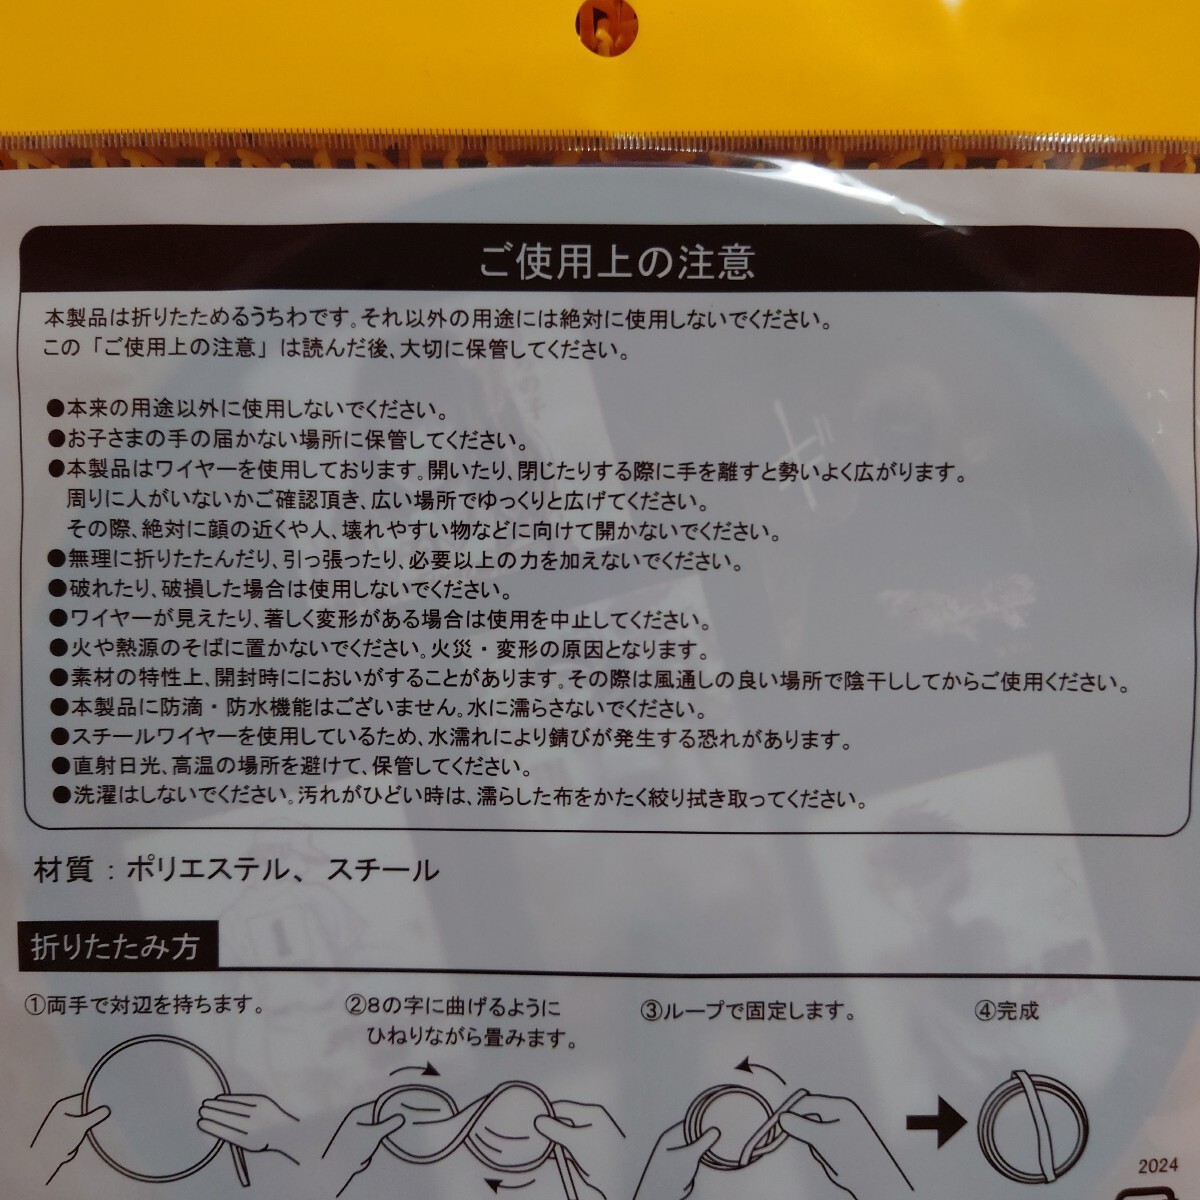 ご使用上の注意
本製品は折りたためるうちわです。それ以外の用途には絶対に使用しないでください。
この「ご使用上の注意」は読んだ後、大切に保管してください。
●本来の用途以外に使用しないでください。
●お子さまの手の届かない場所に保管してください。
●本製品はワイヤーを使用しております。開いたり、閉じたりする際に手を離すと勢いよく広がります。
周りに人がいないかご確認頂き、広い場所でゆっくりと広げてください。
その際、絶対に顔の近くや人、壊れやすい物などに向けて開かないでください。
●無理に折りたたんだり、引っ張ったり、必要以上の力を加えないでください。
●破れたり、破損した場合は使用しないでください。
●ワイヤーが見えたり、著しく変形がある場合は使用を中止してください。
●火や熱源のそばに置かないでください。火災・変形の原因となります。
●素材の特性上、開封時ににおいがすることがあります。その際は風通しの良い場所で陰干ししてからご使用ください。
●本製品に防滴・防水機能はございません。水に濡らさないでください。
●スチールワイヤーを使用しているため、水濡れにより錆びが発生する恐れがあります。
●直射日光、高温の場所を避けて、保管してください。
●洗濯はしないでください。汚れがひどい時は、濡らした布をかたく絞り拭き取ってください。
材質：ポリエステル、スチール
折りたたみ方
①両手で対辺を持ちます。
②8の字に曲げるように
ひねりながら畳みます。
③ループで固定します。
④完成
2024